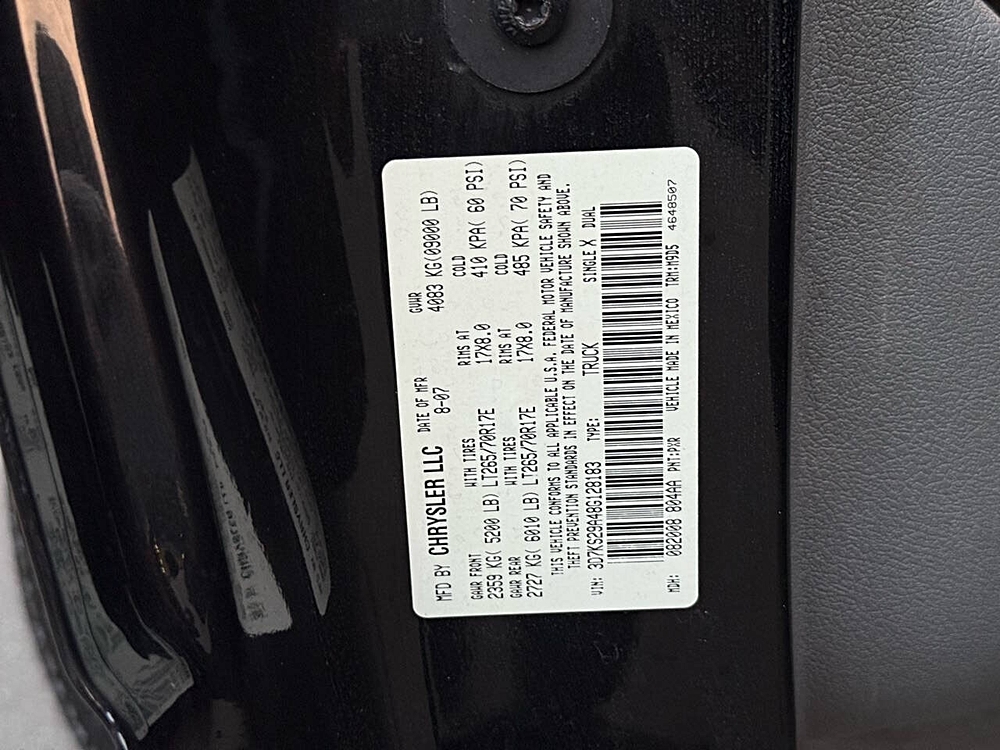 MFD BY CHRYSLER LLC DATE OF MFR GVWR
8-07 4083 KG(09000 LB)
GAWR FRONT WITH TIRES RIMS AT COLD
2359 KG( 5200 LB) LT265/70R17E 17X8.0 410 KPA( 60 PSI)
GAWR REAR WITH TIRES RIMS AT COLD
2727 KG( 6010 LB) LT265/70R17E 17X8.0 485 KPA( 70 PSI)
THIS VEHICLE CONFORMS TO ALL APPLICABLE U.S.A. FEDERAL MOTOR VEHICLE SAFETY AND
THEFT PREVENTION STANDARDS IN EFFECT ON THE DATE OF MANUFACTURE SHOWN ABOVE.
VIN: 3D7KS29A48G128183 TYPE: TRUCK SINGLE X DUAL
MDH: 082008 804AA PNT:PXR VEHICLE MADE IN MEXICO TRM:M9D5 4648507